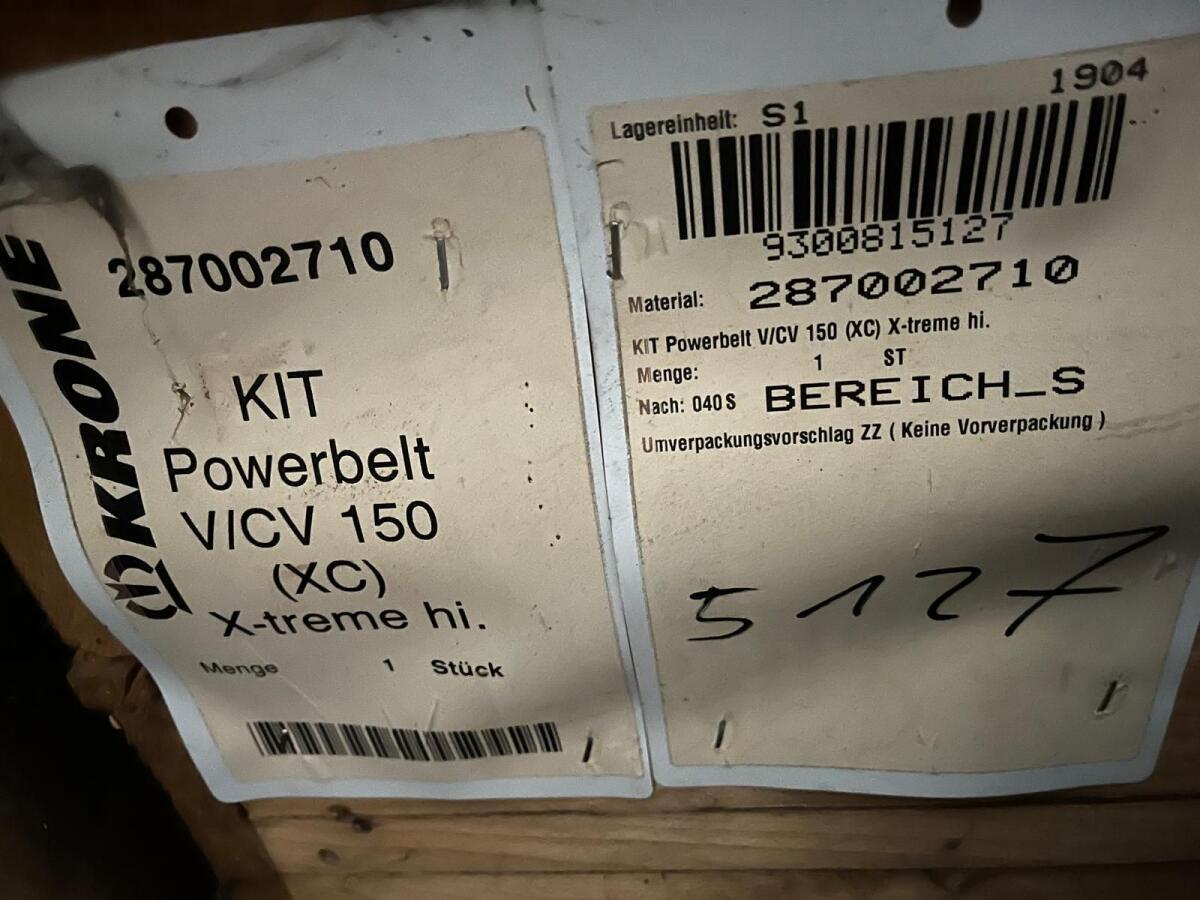 KRONE
287002710
KIT
Powerbelt
V/CV 150
(XC)
X-treme hi.
Menge 1 Stück
1904
Lagereinheit: S1
9300815127
Material: 287002710
KIT Powerbelt V/CV 150 (XC) X-treme hi.
Menge: 1 ST
Nach: 040 S BEREICH_S
Umverpackungsvorschlag ZZ ( Keine Vorverpackung )
5127